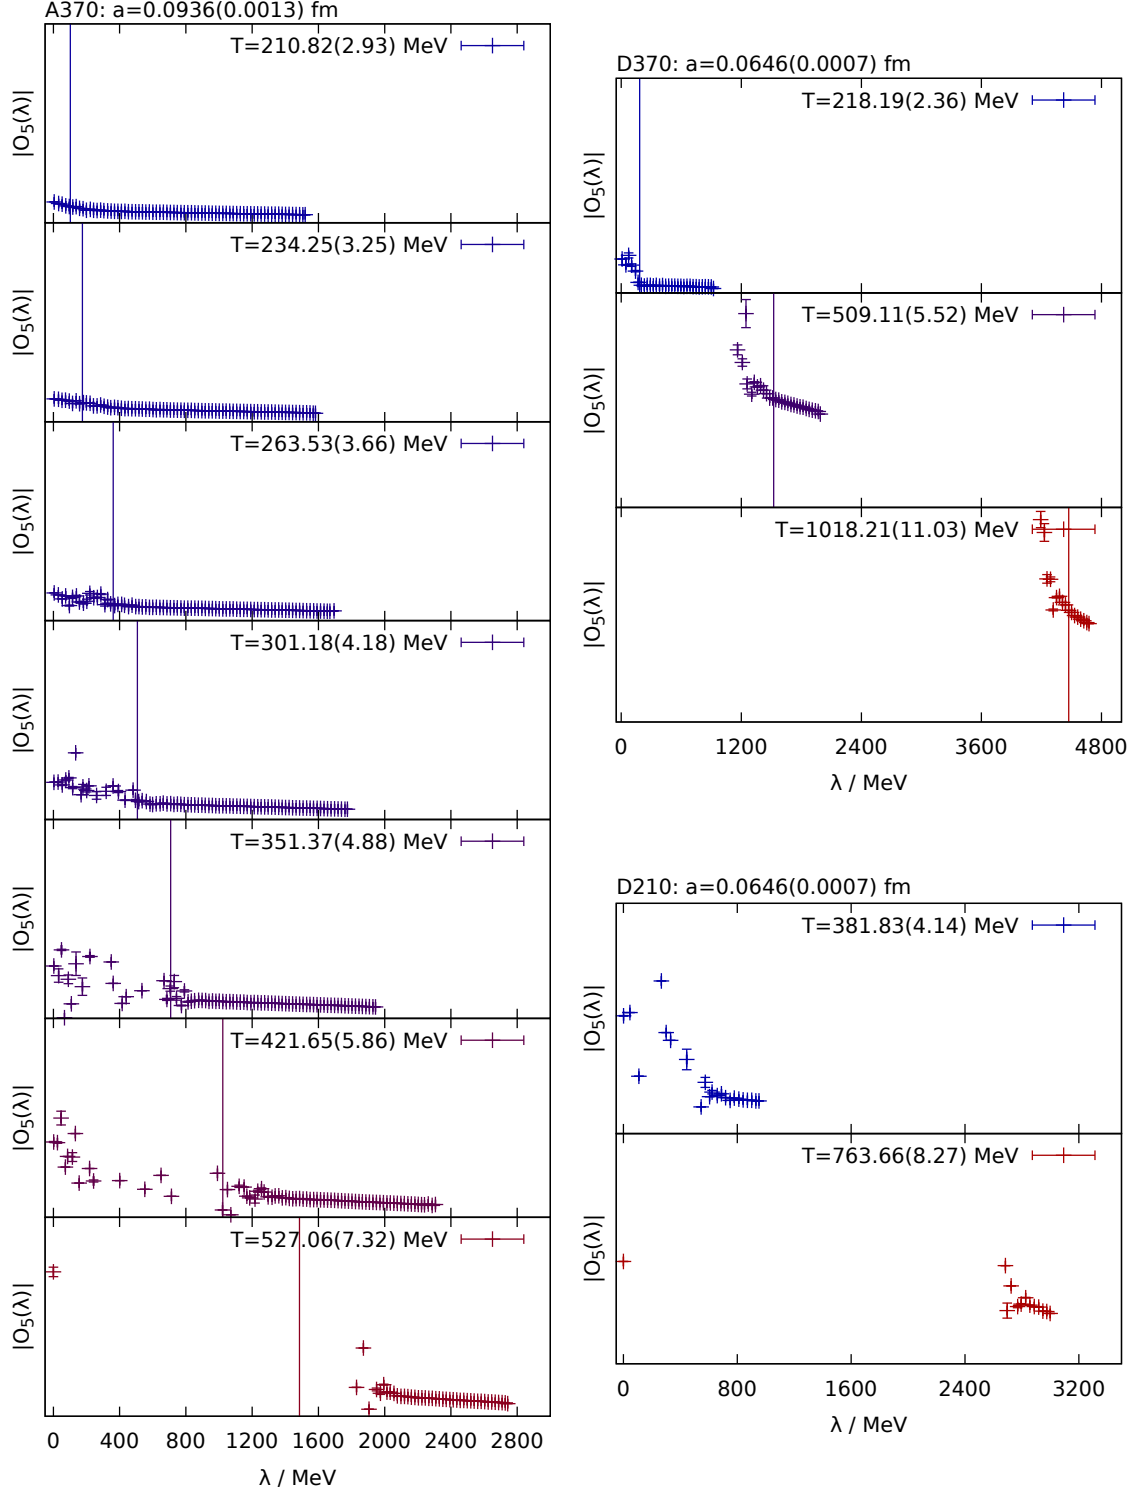 A370: a=0.0936(0.0013) fm
T=210.82(2.93) MeV
|O5(λ)|
T=234.25(3.25) MeV
|O5(λ)|
T=263.53(3.66) MeV
|O5(λ)|
T=301.18(4.18) MeV
|O5(λ)|
T=351.37(4.88) MeV
|O5(λ)|
T=421.65(5.86) MeV
|O5(λ)|
T=527.06(7.32) MeV
|O5(λ)|
0 400 800 1200 1600 2000 2400 2800
λ / MeV
D370: a=0.0646(0.0007) fm
T=218.19(2.36) MeV
|O5(λ)|
T=509.11(5.52) MeV
|O5(λ)|
T=1018.21(11.03) MeV
|O5(λ)|
0 1200 2400 3600 4800
λ / MeV
D210: a=0.0646(0.0007) fm
T=381.83(4.14) MeV
|O5(λ)|
T=763.66(8.27) MeV
|O5(λ)|
0 800 1600 2400 3200
λ / MeV